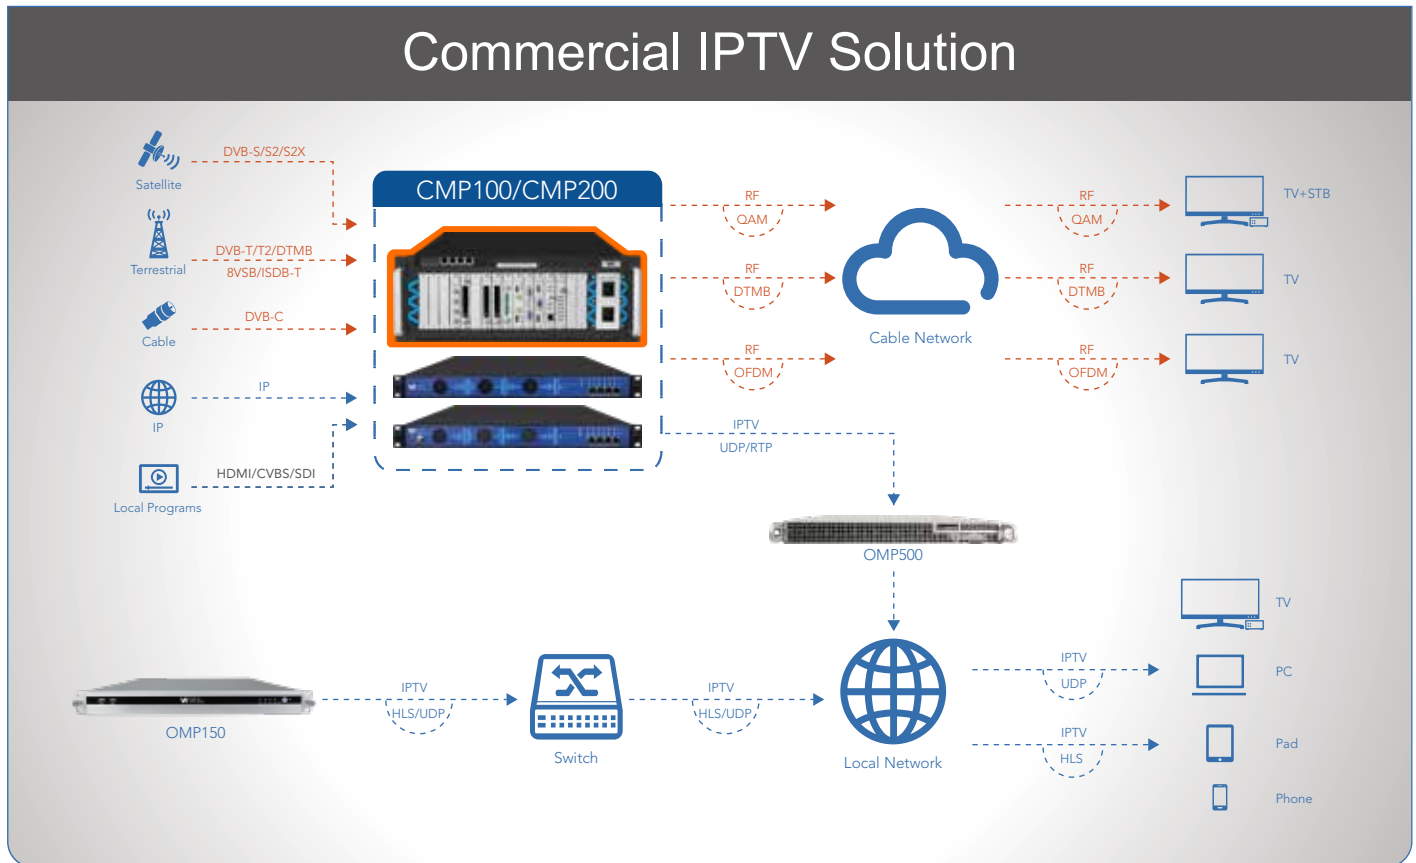 Commercial IPTV Solution
Satellite
DVB-S/S2/S2X
Terrestrial
DVB-T/T2/DTMB
8VSB/ISDB-T
Cable
DVB-C
IP
IP
Local Programs
HDMI/CVBS/SDI
CMP100/CMP200
RF
QAM
RF
DTMB
RF
OFDM
Cable Network
RF
QAM
RF
DTMB
RF
OFDM
TV+STB
TV
TV
IPTV
UDP/RTP
OMP500
OMP150
IPTV
HLS/UDP
Switch
IPTV
HLS/UDP
Local Network
IPTV
UDP
IPTV
HLS
TV
PC
Pad
Phone